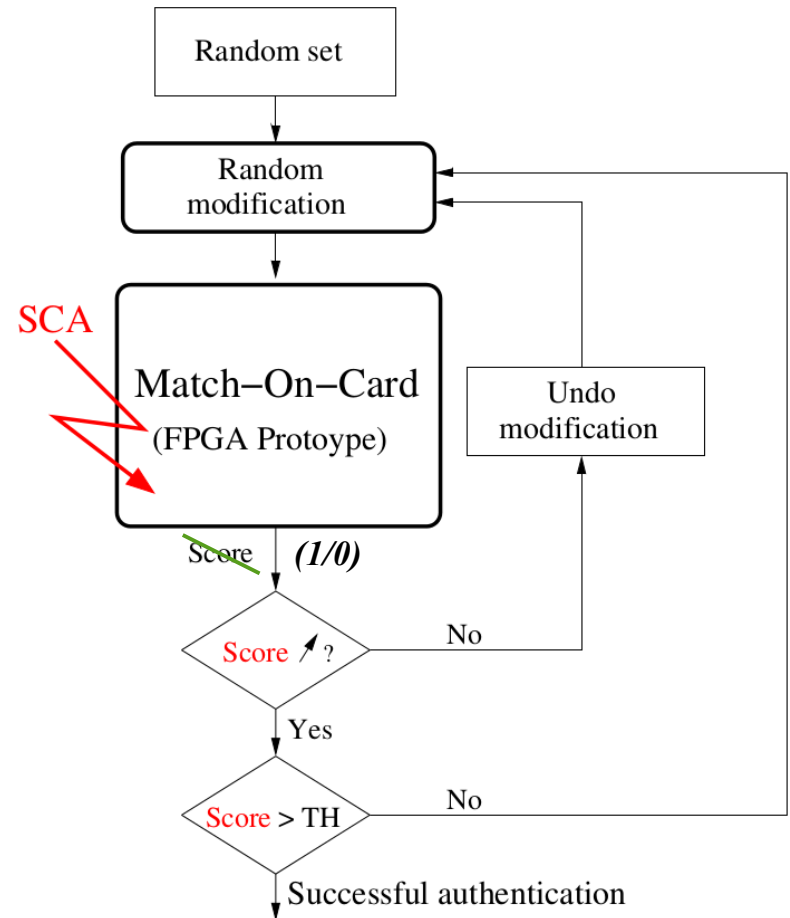 Random set
Random
modification
SCA
Match−On−Card
(FPGA Protoype)
Undo
modification
Score (1/0)
Score ?
No
Yes
Score > TH
No
Successful authentication